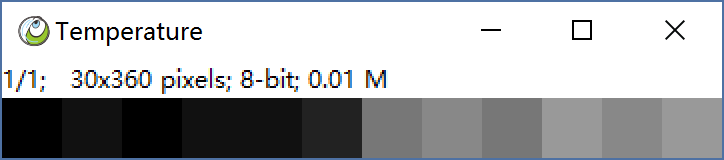 Temperature
1/1; 30x360 pixels; 8-bit; 0.01 M